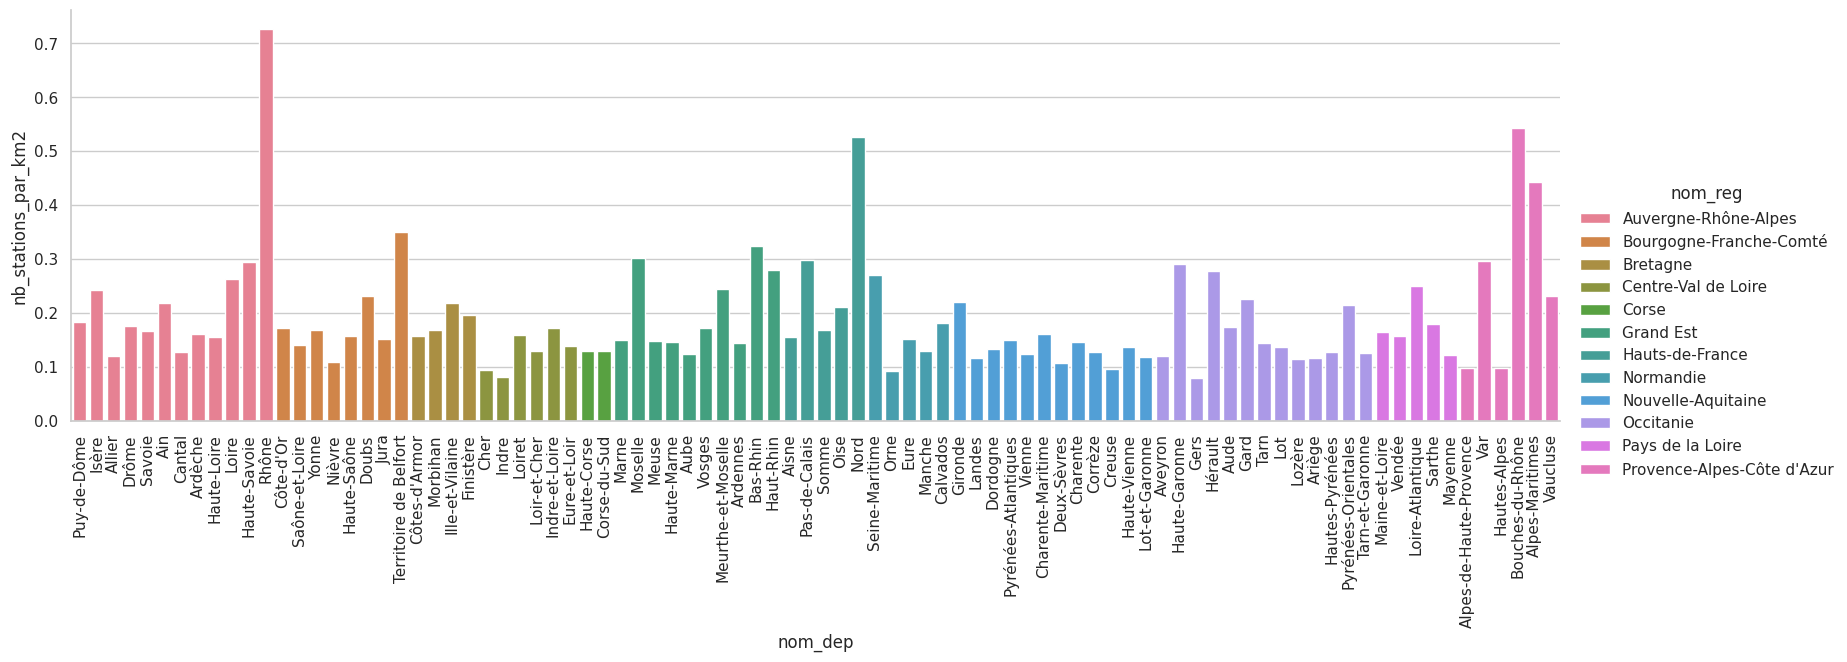 nb_stations_par_km2
0.7
0.6
0.5
0.4
0.3
0.2
0.1
0.0
Puy-de-Dôme
Isère
Allier
Drôme
Savoie
Ain
Cantal
Ardèche
Haute-Loire
Loire
Haute-Savoie
Rhône
Côte-d'Or
Saône-et-Loire
Yonne
Nièvre
Haute-Saône
Doubs
Jura
Territoire de Belfort
Côtes-d'Armor
Morbihan
Ille-et-Vilaine
Finistère
Cher
Indre
Loiret
Loir-et-Cher
Indre-et-Loire
Eure-et-Loir
Haute-Corse
Corse-du-Sud
Marne
Moselle
Meuse
Haute-Marne
Aube
Vosges
Meurthe-et-Moselle
Ardennes
Bas-Rhin
Haut-Rhin
Aisne
Pas-de-Calais
Somme
Oise
Nord
Seine-Maritime
Orne
Eure
Manche
Calvados
Gironde
Landes
Dordogne
Pyrénées-Atlantiques
Vienne
Charente-Maritime
Deux-Sèvres
Charente
Corrèze
Creuse
Haute-Vienne
Lot-et-Garonne
Aveyron
Haute-Garonne
Gers
Hérault
Aude
Gard
Tarn
Lot
Lozère
Ariège
Hautes-Pyrénées
Pyrénées-Orientales
Tarn-et-Garonne
Maine-et-Loire
Vendée
Loire-Atlantique
Sarthe
Mayenne
Alpes-de-Haute-Provence
Var
Hautes-Alpes
Bouches-du-Rhône
Alpes-Maritimes
Vaucluse
nom_dep
nom_reg
Auvergne-Rhône-Alpes
Bourgogne-Franche-Comté
Bretagne
Centre-Val de Loire
Corse
Grand Est
Hauts-de-France
Normandie
Nouvelle-Aquitaine
Occitanie
Pays de la Loire
Provence-Alpes-Côte d'Azur